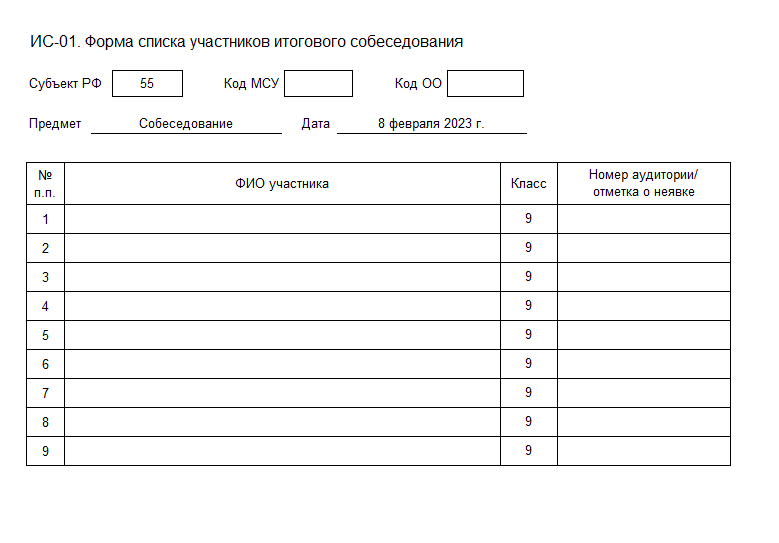 ИС-01. Форма списка участников итогового собеседования
Субъект РФ 55 Код МСУ Код ОО
Предмет Собеседование Дата 8 февраля 2023 г.
№ п.п. ФИО участника Класс Номер аудитории/ отметка о неявке
1 9
2 9
3 9
4 9
5 9
6 9
7 9
8 9
9 9